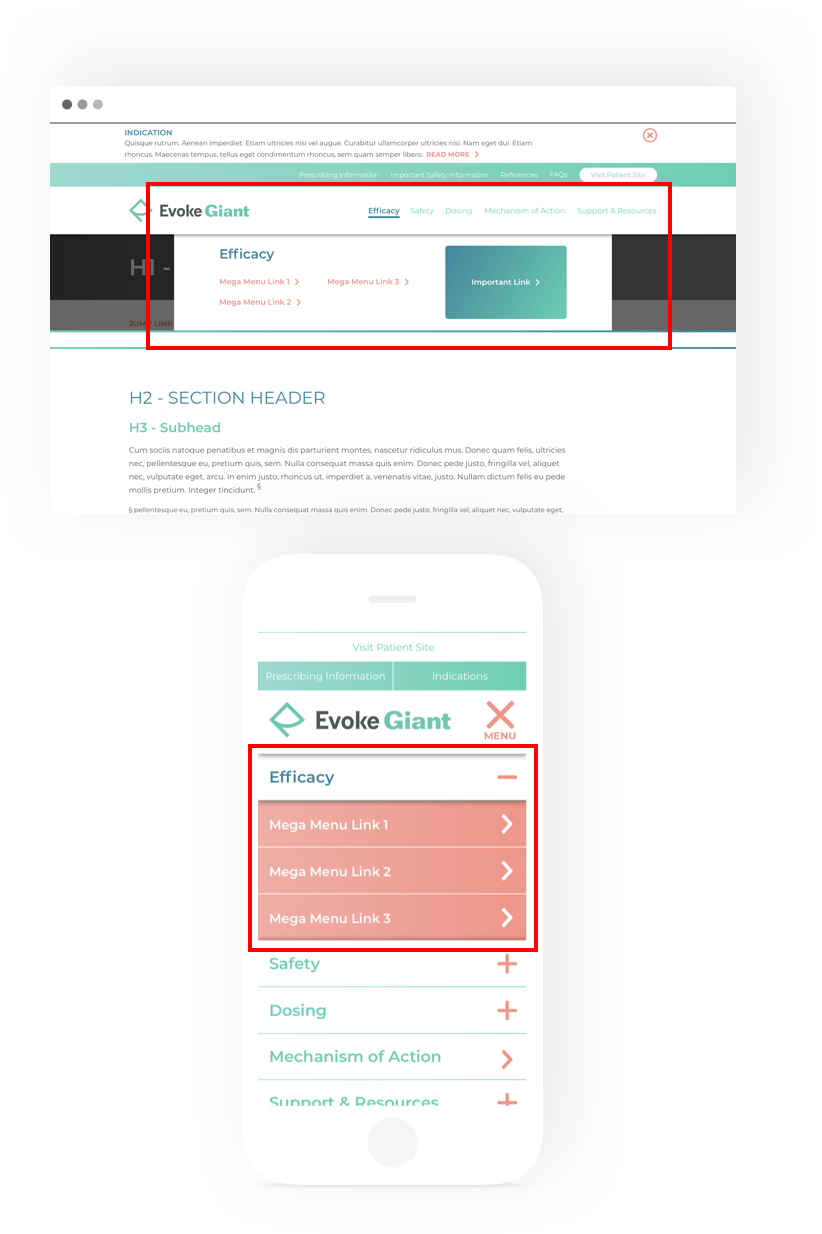 INDICATION
Quisque rutrum. Aenean imperdiet. Etiam ultricies nisi vel augue. Curabitur ullamcorper ultricies nisi. Nam eget dui. Etiam
rhoncus. Maecenas tempus, tellus eget condimentum rhoncus, sem quam semper libero. READ MORE
Prescribing Information Important Safety Information References FAQs Visit Patient Site
Evoke Giant
Efficacy Safety Dosing Mechanism of Action Support & Resources
H1 -
Efficacy
Mega Menu Link 1 Mega Menu Link 3
Mega Menu Link 2
Important Link
JUMP LINK
H2 - SECTION HEADER
H3 - Subhead
Cum sociis natoque penatibus et magnis dis parturient montes, nascetur ridiculus mus. Donec quam felis, ultricies
nec, pellentesque eu, pretium quis, sem. Nulla consequat massa quis enim. Donec pede justo, fringilla vel, aliquet
nec, vulputate eget, arcu. In enim justo, rhoncus ut, imperdiet a, venenatis vitae, justo. Nullam dictum felis eu pede
mollis pretium. Integer tincidunt. §
§ pellentesque eu, pretium quis, sem. Nulla consequat massa quis enim. Donec pede justo, fringilla vel, aliquet nec, vulputate eget,
Visit Patient Site
Prescribing Information Indications
Evoke Giant
MENU
Efficacy
Mega Menu Link 1
Mega Menu Link 2
Mega Menu Link 3
Safety
Dosing
Mechanism of Action
Support & Resources